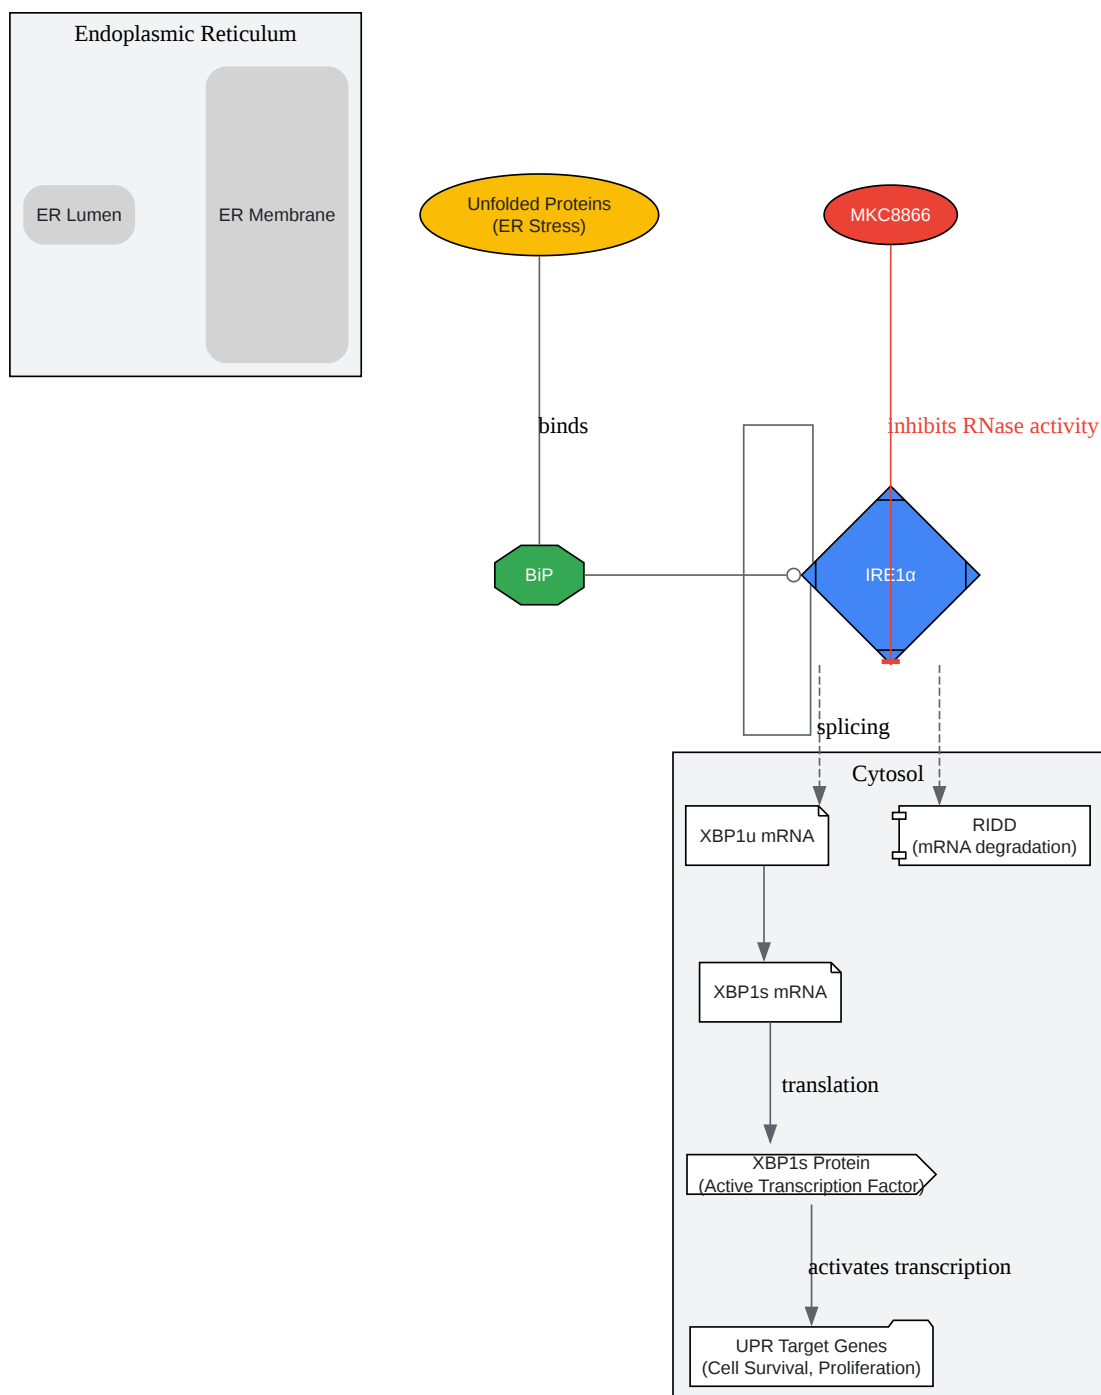 Endoplasmic Reticulum
ER Lumen
ER Membrane
Unfolded Proteins
(ER Stress)
MKC8866
binds
inhibits RNase activity
BiP
IRE1α
splicing
Cytosol
XBP1u mRNA
RIDD
(mRNA degradation)
XBP1s mRNA
translation
XBP1s Protein
(Active Transcription Factor)
activates transcription
UPR Target Genes
(Cell Survival, Proliferation)